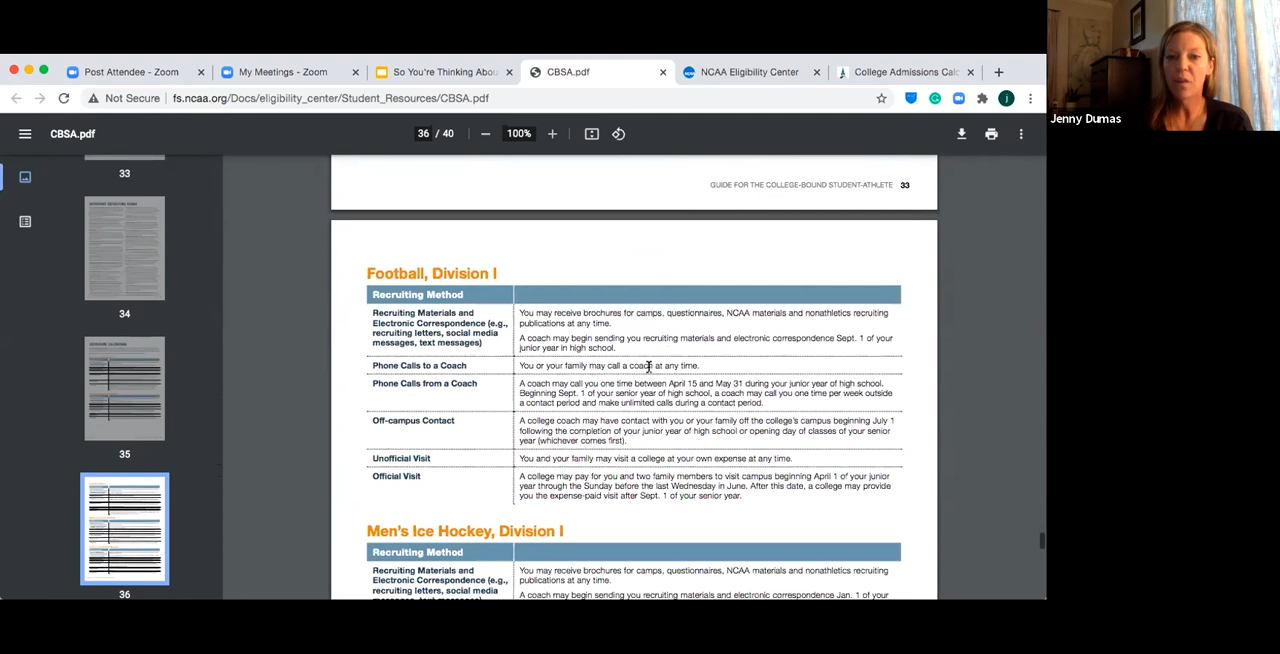 Post Attendee - Zoom
My Meetings - Zoom
So You're Thinking Abou
CBSA.pdf
NCAA Eligibility Center
College Admissions Calc
Not Secure
fs.ncaa.org/Docs/eligibility_center/Student_Resources/CBSA.pdf
j
CBSA.pdf
36 / 40
100%
Jenny Dumas
33
34
35
36
GUIDE FOR THE COLLEGE-BOUND STUDENT-ATHLETE 33
Football, Division I
Recruiting Method
Recruiting Materials and
Electronic Correspondence (e.g.,
recruiting letters, social media
messages, text messages)
You may receive brochures for camps, questionnaires, NCAA materials and nonathletics recruiting
publications at any time.
A coach may begin sending you recruiting materials and electronic correspondence Sept. 1 of your
junior year in high school.
Phone Calls to a Coach
You or your family may call a coach at any time.
Phone Calls from a Coach
A coach may call you one time between April 15 and May 31 during your junior year of high school.
Beginning Sept. 1 of your senior year of high school, a coach may call you one time per week outside
a contact period and make unlimited calls during a contact period.
Off-campus Contact
A college coach may have contact with you or your family off the college's campus beginning July 1
following the completion of your junior year of high school or opening day of classes of your senior
year (whichever comes first).
Unofficial Visit
You and your family may visit a college at your own expense at any time.
Official Visit
A college may pay for you and two family members to visit campus beginning April 1 of your junior
year through the Sunday before the last Wednesday in June. After this date, a college may provide
you the expense-paid visit after Sept. 1 of your senior year.
Men's Ice Hockey, Division I
Recruiting Method
Recruiting Materials and
Electronic Correspondence (e.g.,
recruiting letters, social media
messages, text messages)
You may receive brochures for camps, questionnaires, NCAA materials and nonathletics recruiting
publications at any time.
A coach may begin sending you recruiting materials and electronic correspondence Jan. 1 of your